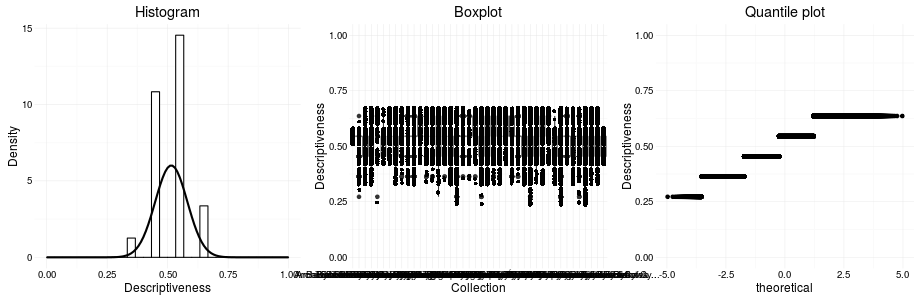 Histogram
15
10
5
0
Density
0.00
0.25
0.50
0.75
1.00
Descriptiveness
Boxplot
1.00
0.75
0.50
0.25
0.00
Descriptiveness
Collection
Quantile plot
1.00
0.75
0.50
0.25
0.00
Descriptiveness
-5.0
0.0
2.5
5.0
theoretical